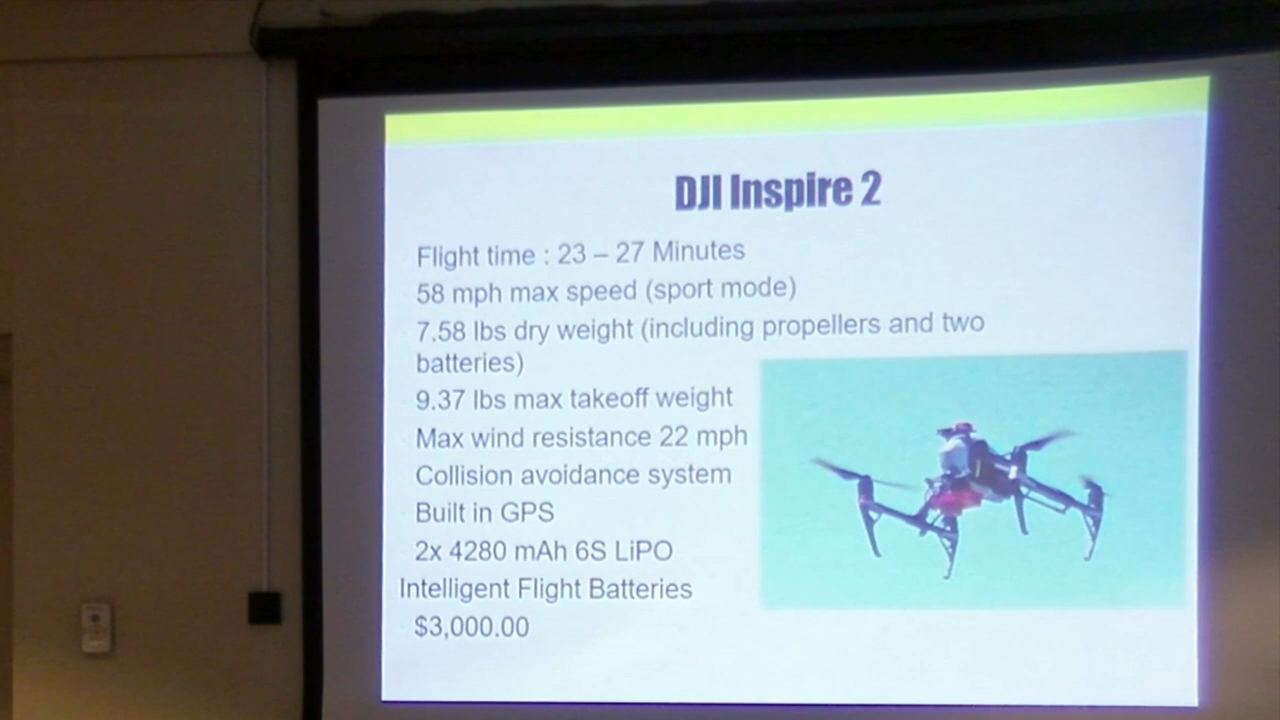 DJI Inspire 2
Flight time : 23 – 27 Minutes
58 mph max speed (sport mode)
7.58 lbs dry weight (including propellers and two
batteries)
9.37 lbs max takeoff weight
Max wind resistance 22 mph
Collision avoidance system
Built in GPS
2x 4280 mAh 6S LiPO
Intelligent Flight Batteries
$3,000.00